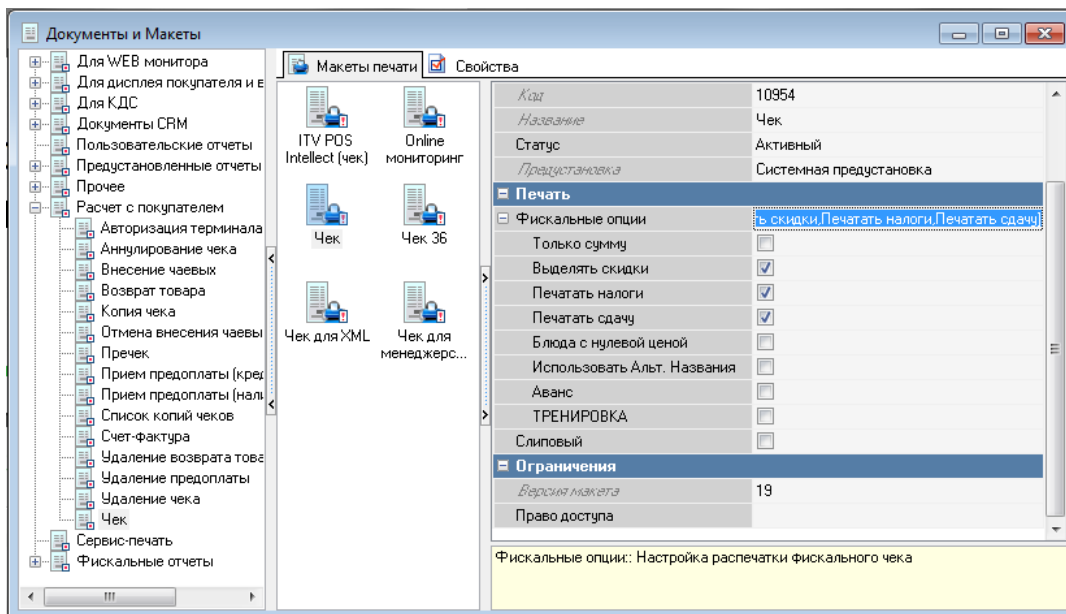 Документы и Макеты
Для WEB монитора
Для дисплея покупателя и в
Для КДС
Документы CRM
Пользовательские отчеты
Предустановленные отчеты
Прочее
Расчет с покупателем
Авторизация терминала
Аннулирование чека
Внесение чаевых
Возврат товара
Копия чека
Отмена внесения чаевы
Пречек
Прием предоплаты (кред
Прием предоплаты (нали
Список копий чеков
Счет-фактура
Удаление возврата това
Удаление предоплаты
Удаление чека
Чек
Сервис-печать
Фискальные отчеты
Макеты печати
Свойства
ITV POS
Intellect (чек)
Online
мониторинг
Чек
Чек 36
Чек для XML
Чек для
менеджерс...
Код 10954
Название Чек
Статус Активный
Предустановка Системная предустановка
Печать
Фискальные опции ть скидки,Печатать налоги,Печатать сдачу)
Только сумму
Выделять скидки
Печатать налоги
Печатать сдачу
Блюда с нулевой ценой
Использовать Альт. Названия
Аванс
ТРЕНИРОВКА
Слиповый
Ограничения
Версия макета 19
Право доступа
Фискальные опции:: Настройка распечатки фискального чека